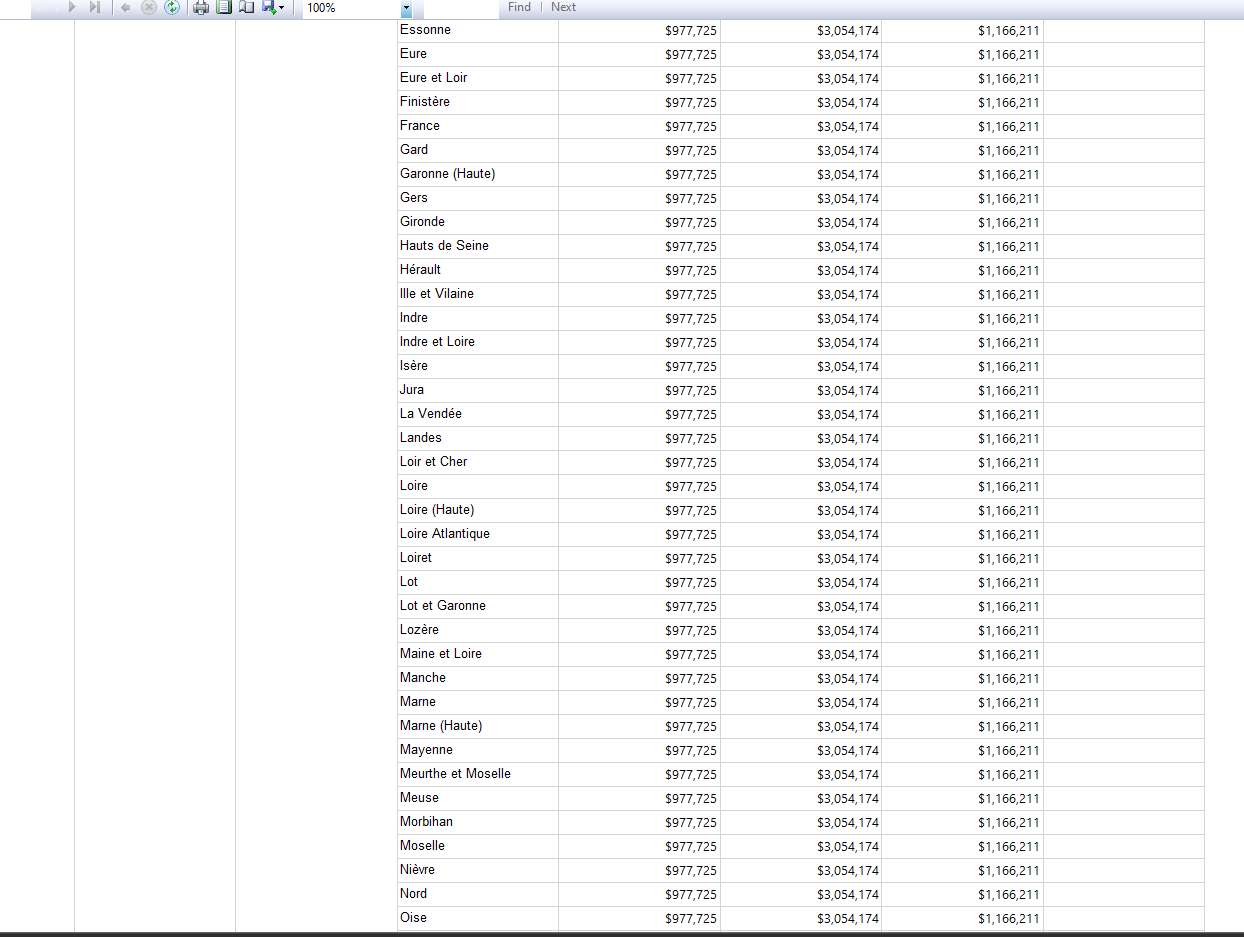 100% Find | Next
Essonne $977,725 $3,054,174 $1,166,211
Eure $977,725 $3,054,174 $1,166,211
Eure et Loir $977,725 $3,054,174 $1,166,211
Finistère $977,725 $3,054,174 $1,166,211
France $977,725 $3,054,174 $1,166,211
Gard $977,725 $3,054,174 $1,166,211
Garonne (Haute) $977,725 $3,054,174 $1,166,211
Gers $977,725 $3,054,174 $1,166,211
Gironde $977,725 $3,054,174 $1,166,211
Hauts de Seine $977,725 $3,054,174 $1,166,211
Hérault $977,725 $3,054,174 $1,166,211
Ille et Vilaine $977,725 $3,054,174 $1,166,211
Indre $977,725 $3,054,174 $1,166,211
Indre et Loire $977,725 $3,054,174 $1,166,211
Isère $977,725 $3,054,174 $1,166,211
Jura $977,725 $3,054,174 $1,166,211
La Vendée $977,725 $3,054,174 $1,166,211
Landes $977,725 $3,054,174 $1,166,211
Loir et Cher $977,725 $3,054,174 $1,166,211
Loire $977,725 $3,054,174 $1,166,211
Loire (Haute) $977,725 $3,054,174 $1,166,211
Loire Atlantique $977,725 $3,054,174 $1,166,211
Loiret $977,725 $3,054,174 $1,166,211
Lot $977,725 $3,054,174 $1,166,211
Lot et Garonne $977,725 $3,054,174 $1,166,211
Lozère $977,725 $3,054,174 $1,166,211
Maine et Loire $977,725 $3,054,174 $1,166,211
Manche $977,725 $3,054,174 $1,166,211
Marne $977,725 $3,054,174 $1,166,211
Marne (Haute) $977,725 $3,054,174 $1,166,211
Mayenne $977,725 $3,054,174 $1,166,211
Meurthe et Moselle $977,725 $3,054,174 $1,166,211
Meuse $977,725 $3,054,174 $1,166,211
Morbihan $977,725 $3,054,174 $1,166,211
Moselle $977,725 $3,054,174 $1,166,211
Nièvre $977,725 $3,054,174 $1,166,211
Nord $977,725 $3,054,174 $1,166,211
Oise $977,725 $3,054,174 $1,166,211